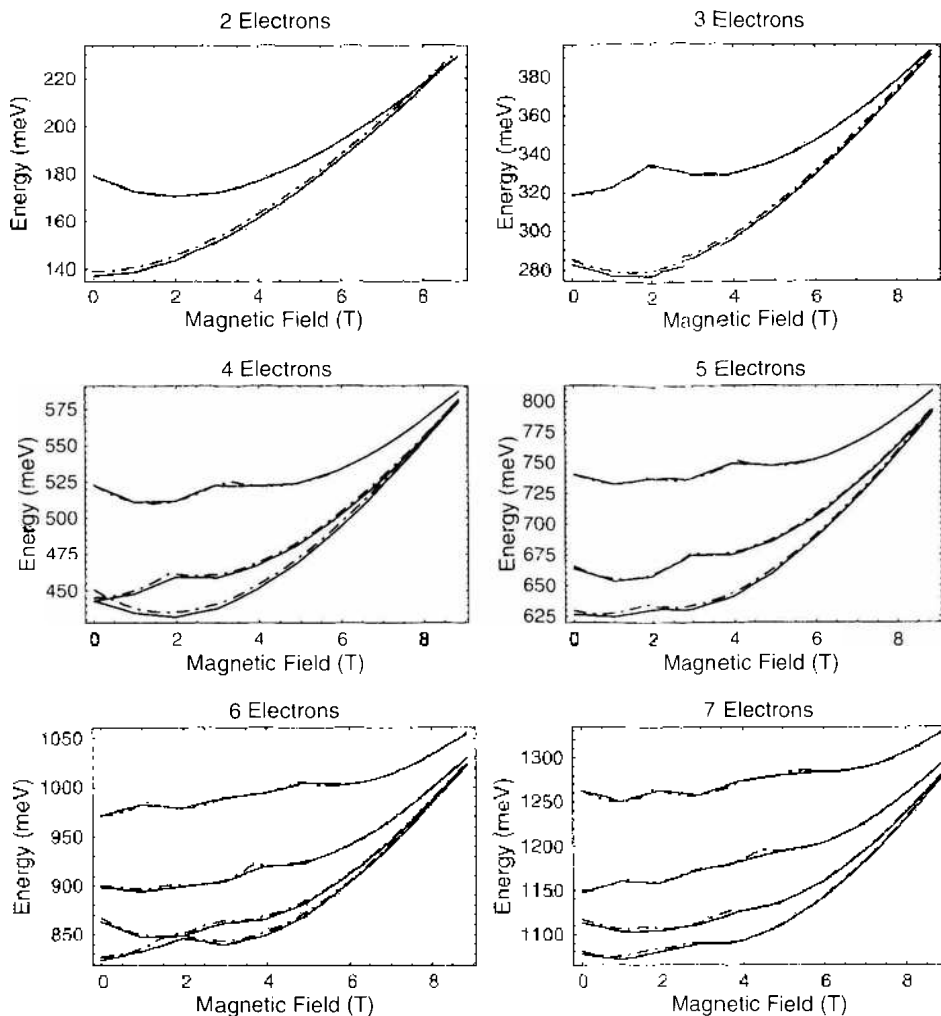 2 Electrons
3 Electrons
Energy (meV)
220
200
180
160
140
0 2 4 6 8
Magnetic Field (T)
Energy (meV)
380
360
340
320
300
280
0 2 4 6 8
Magnetic Field (T)
4 Electrons
5 Electrons
Energy (meV)
575
550
525
500
475
450
0 2 4 6 8
Magnetic Field (T)
Energy (meV)
800
775
750
725
700
675
650
625
0 2 4 6 8
Magnetic Field (T)
6 Electrons
7 Electrons
Energy (meV)
1050
1000
950
900
850
0 2 4 6 8
Magnetic Field (T)
Energy (meV)
1300
1250
1200
1150
1100
0 2 4 6 8
Magnetic Field (T)